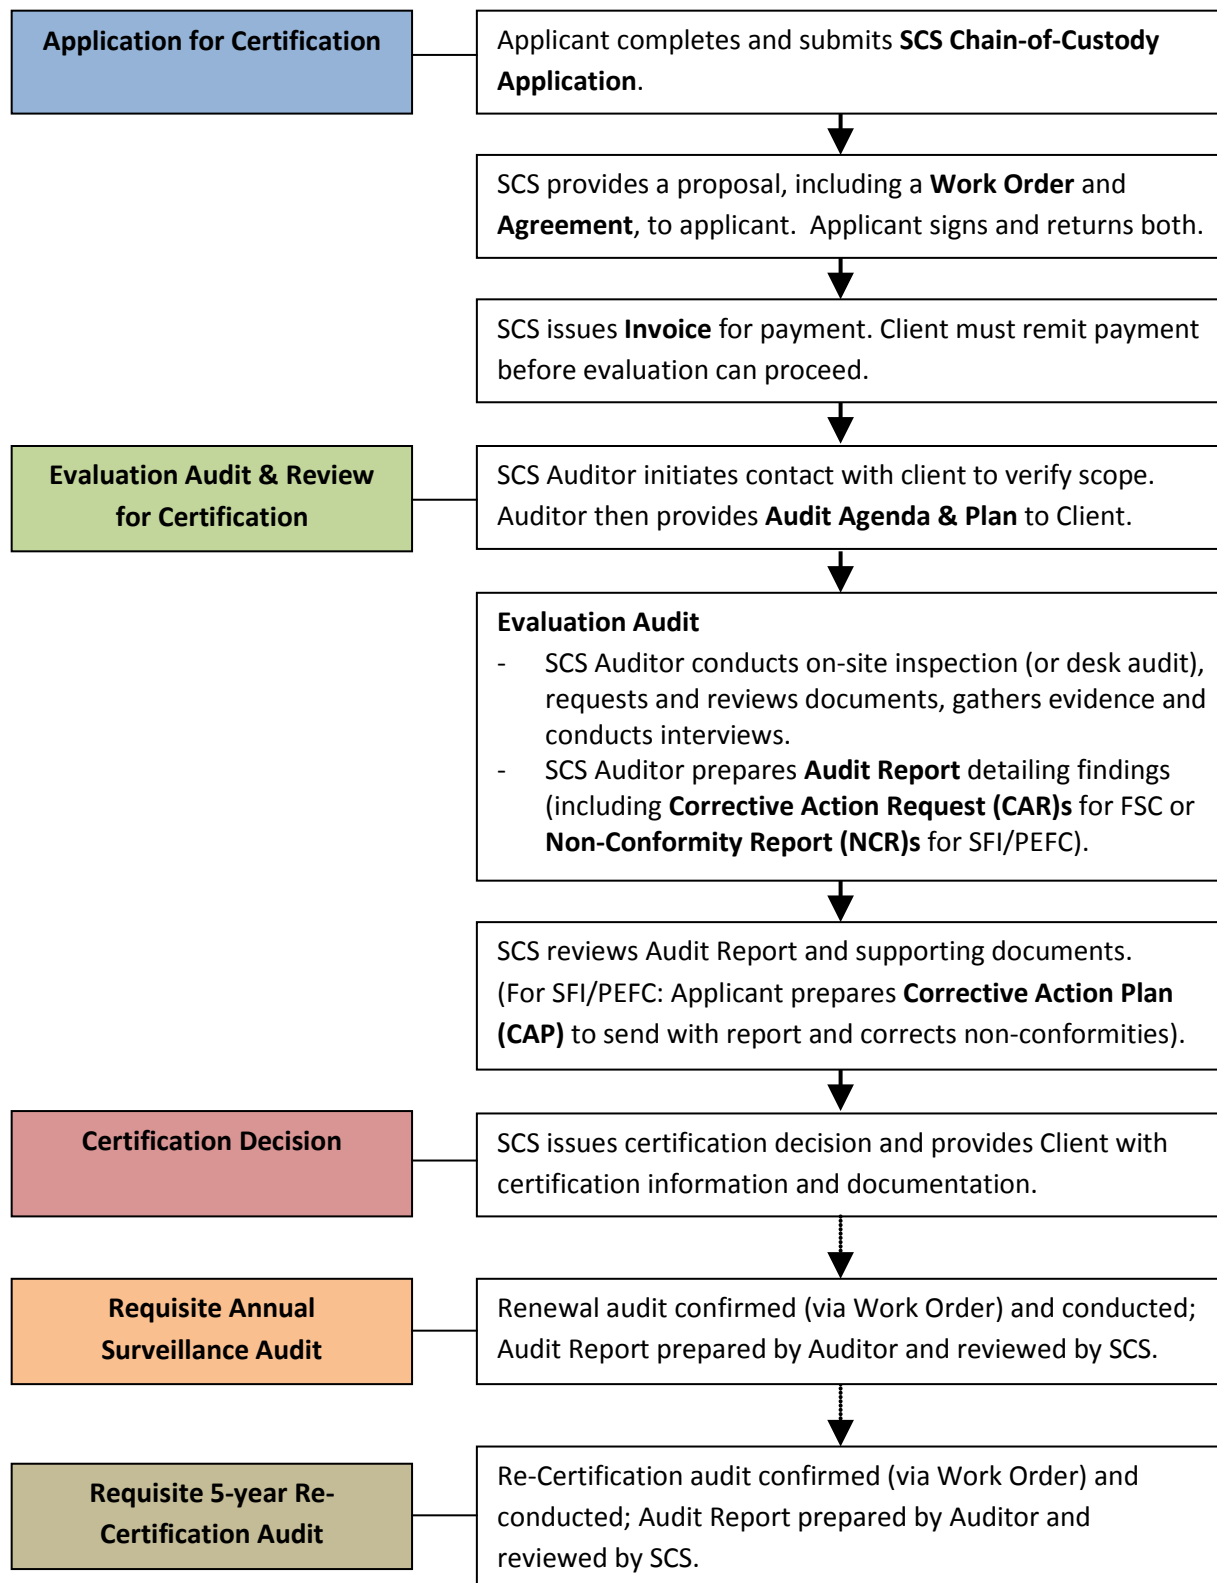 Application for Certification
Applicant completes and submits SCS Chain-of-Custody
Application.
SCS provides a proposal, including a Work Order and
Agreement, to applicant.  Applicant signs and returns both.
SCS issues Invoice for payment. Client must remit payment
before evaluation can proceed.
Evaluation Audit & Review
for Certification
SCS Auditor initiates contact with client to verify scope.
Auditor then provides Audit Agenda & Plan to Client.
Evaluation Audit
- SCS Auditor conducts on-site inspection (or desk audit),
requests and reviews documents, gathers evidence and
conducts interviews.
- SCS Auditor prepares Audit Report detailing findings
(including Corrective Action Request (CAR)s for FSC or
Non-Conformity Report (NCR)s for SFI/PEFC).
SCS reviews Audit Report and supporting documents.
(For SFI/PEFC: Applicant prepares Corrective Action Plan
(CAP) to send with report and corrects non-conformities).
Certification Decision
SCS issues certification decision and provides Client with
certification information and documentation.
Requisite Annual
Surveillance Audit
Renewal audit confirmed (via Work Order) and conducted;
Audit Report prepared by Auditor and reviewed by SCS.
Requisite 5-year Re-
Certification Audit
Re-Certification audit confirmed (via Work Order) and
conducted; Audit Report prepared by Auditor and
reviewed by SCS.